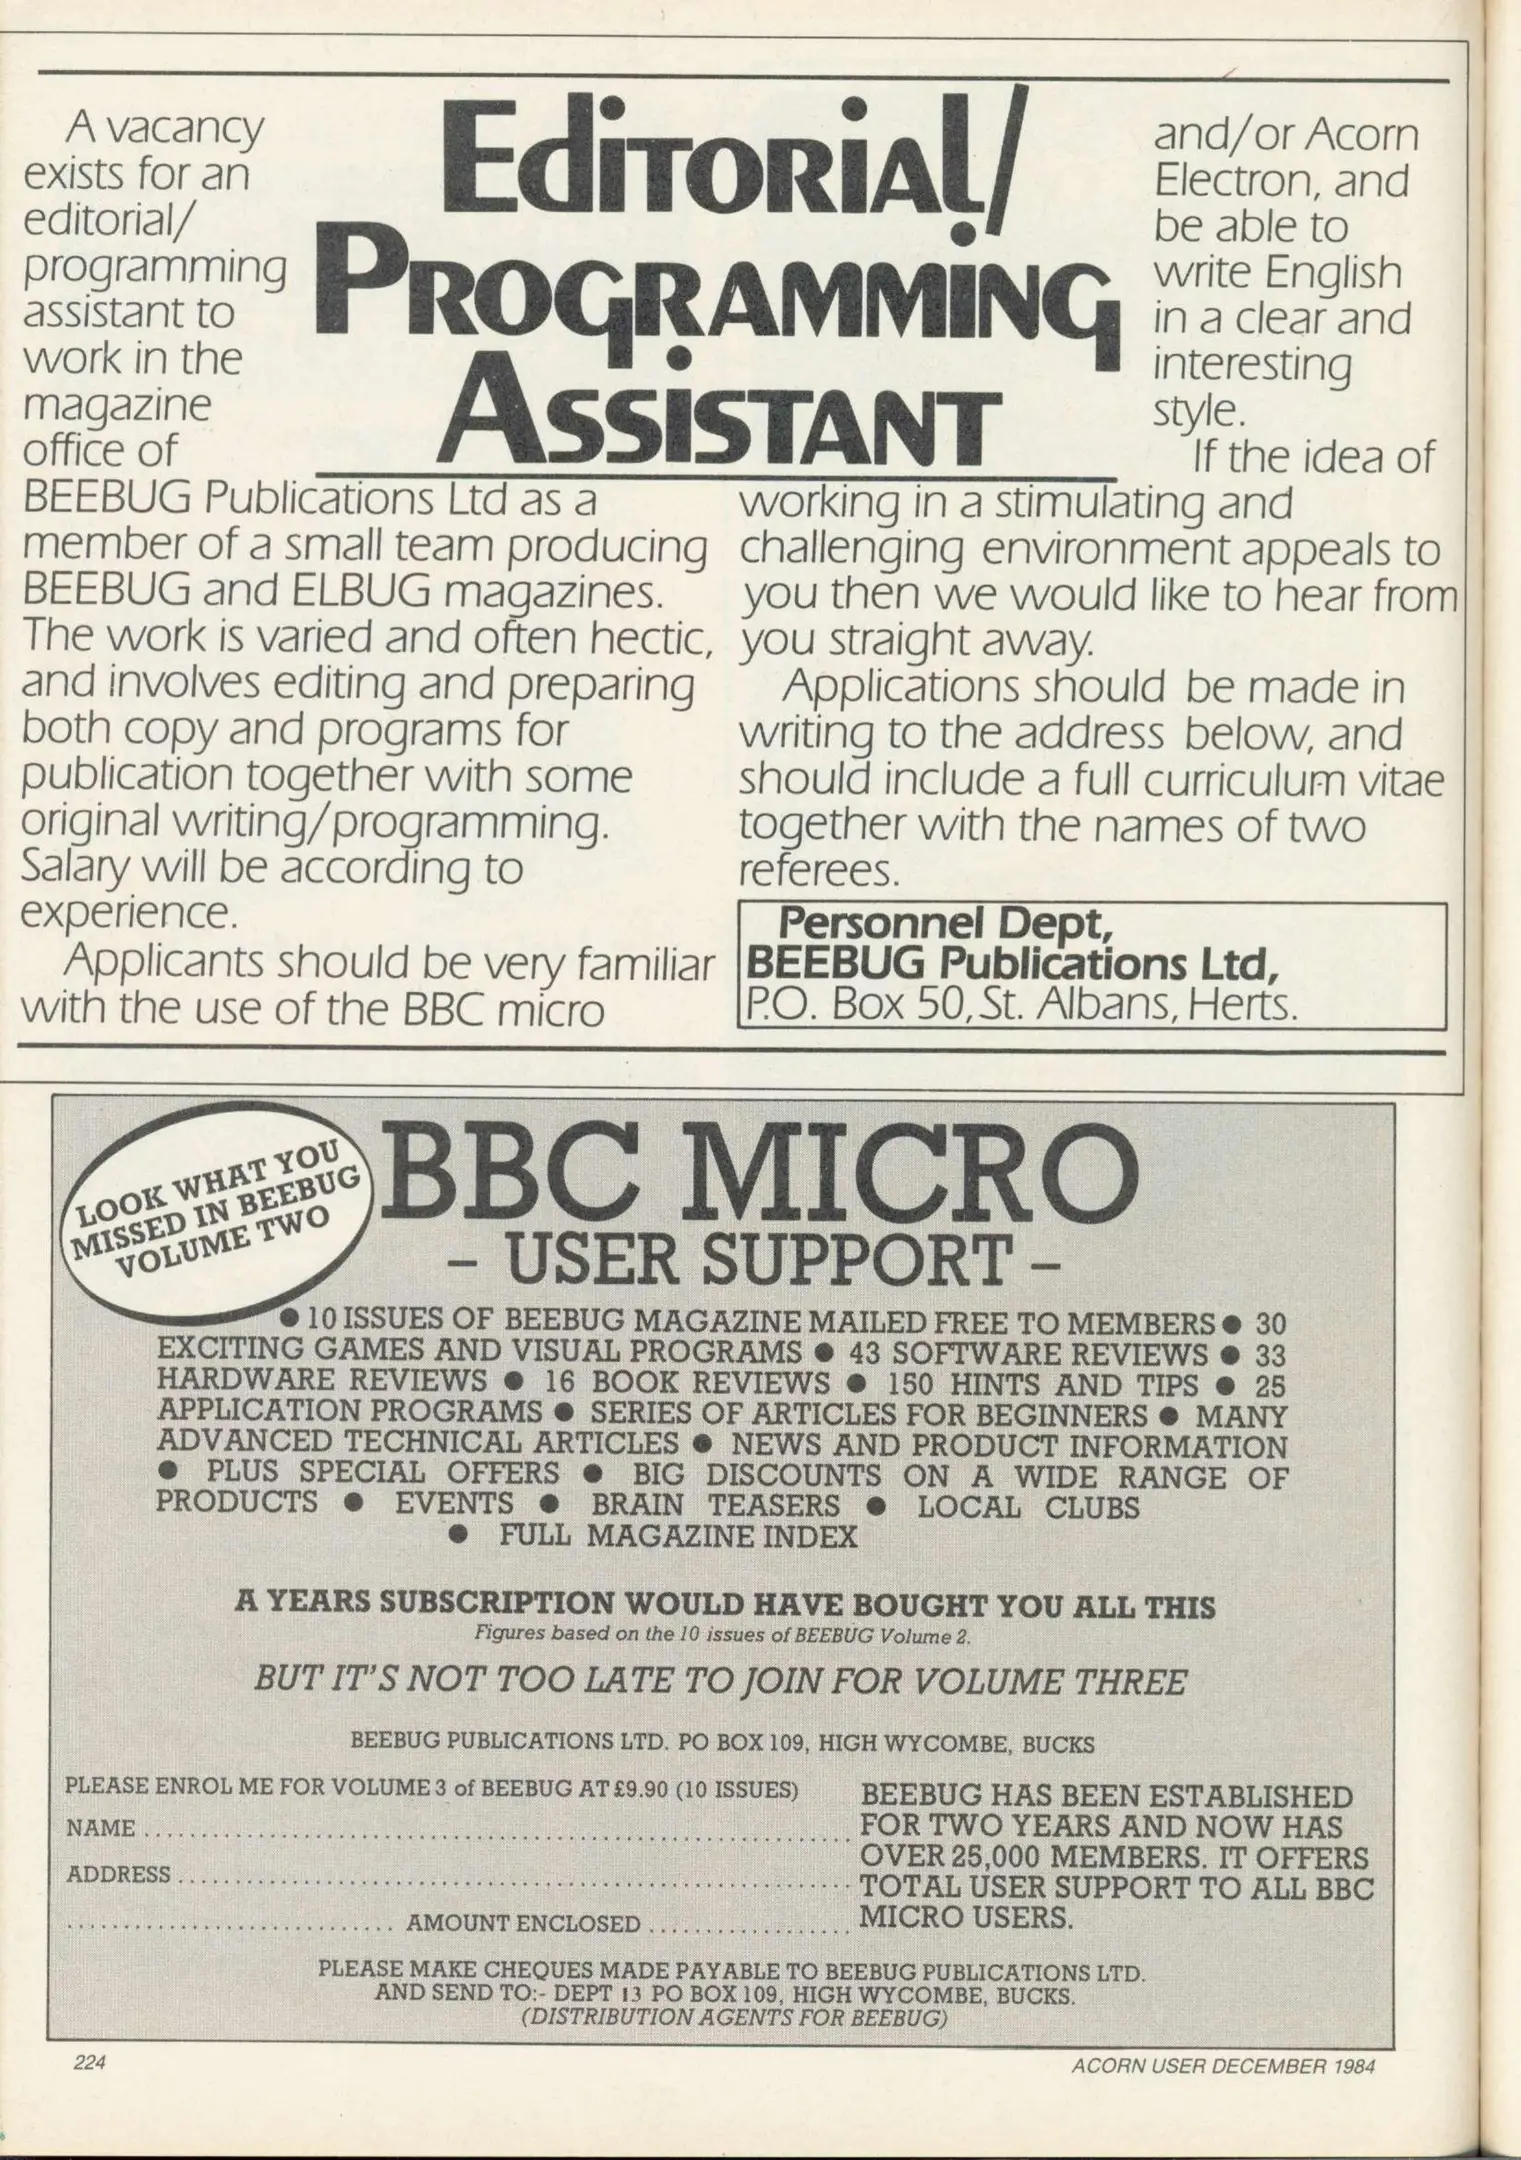 Editorial/
Programming
Assistant
A vacancy
exists for an
editorial/
programming
assistant to
work in the
magazine
office of
BEEBUG Publications Ltd as a
member of a small team producing
BEEBUG and ELBUG magazines.
The work is varied and often hectic,
and involves editing and preparing
both copy and programs for
publication together with some
original writing/programming.
Salary will be according to
experience.
Applicants should be very familiar
with the use of the BBC micro
and/or Acorn
Electron, and
be able to
write English
in a clear and
interesting
style.
If the idea of
working in a stimulating and
challenging environment appeals to
you then we would like to hear from
you straight away.
Applications should be made in
writing to the address below, and
should include a full curriculum vitae
together with the names of two
referees.
Personnel Dept,
BEEBUG Publications Ltd,
P.O. Box 50, St. Albans, Herts.
LOOK WHAT YOU
MISSED IN BEEBUG
VOLUME TWO
BBC MICRO
- USER SUPPORT -
● 10 ISSUES OF BEEBUG MAGAZINE MAILED FREE TO MEMBERS ● 30
EXCITING GAMES AND VISUAL PROGRAMS ● 43 SOFTWARE REVIEWS ● 33
HARDWARE REVIEWS ● 16 BOOK REVIEWS ● 150 HINTS AND TIPS ● 25
APPLICATION PROGRAMS ● SERIES OF ARTICLES FOR BEGINNERS ● MANY
ADVANCED TECHNICAL ARTICLES ● NEWS AND PRODUCT INFORMATION
● PLUS SPECIAL OFFERS ● BIG DISCOUNTS ON A WIDE RANGE OF
PRODUCTS ● EVENTS ● BRAIN TEASERS ● LOCAL CLUBS
● FULL MAGAZINE INDEX
A YEARS SUBSCRIPTION WOULD HAVE BOUGHT YOU ALL THIS
Figures based on the 10 issues of BEEBUG Volume 2.
BUT IT'S NOT TOO LATE TO JOIN FOR VOLUME THREE
BEEBUG PUBLICATIONS LTD. PO BOX 109, HIGH WYCOMBE, BUCKS
PLEASE ENROL ME FOR VOLUME 3 of BEEBUG AT £9.90 (10 ISSUES)
NAME ..........
ADDRESS ..........
.......... AMOUNT ENCLOSED ..........
BEEBUG HAS BEEN ESTABLISHED
FOR TWO YEARS AND NOW HAS
OVER 25,000 MEMBERS. IT OFFERS
TOTAL USER SUPPORT TO ALL BBC
MICRO USERS.
PLEASE MAKE CHEQUES MADE PAYABLE TO BEEBUG PUBLICATIONS LTD.
AND SEND TO:- DEPT 13 PO BOX 109, HIGH WYCOMBE, BUCKS.
(DISTRIBUTION AGENTS FOR BEEBUG)
224
ACORN USER DECEMBER 1984